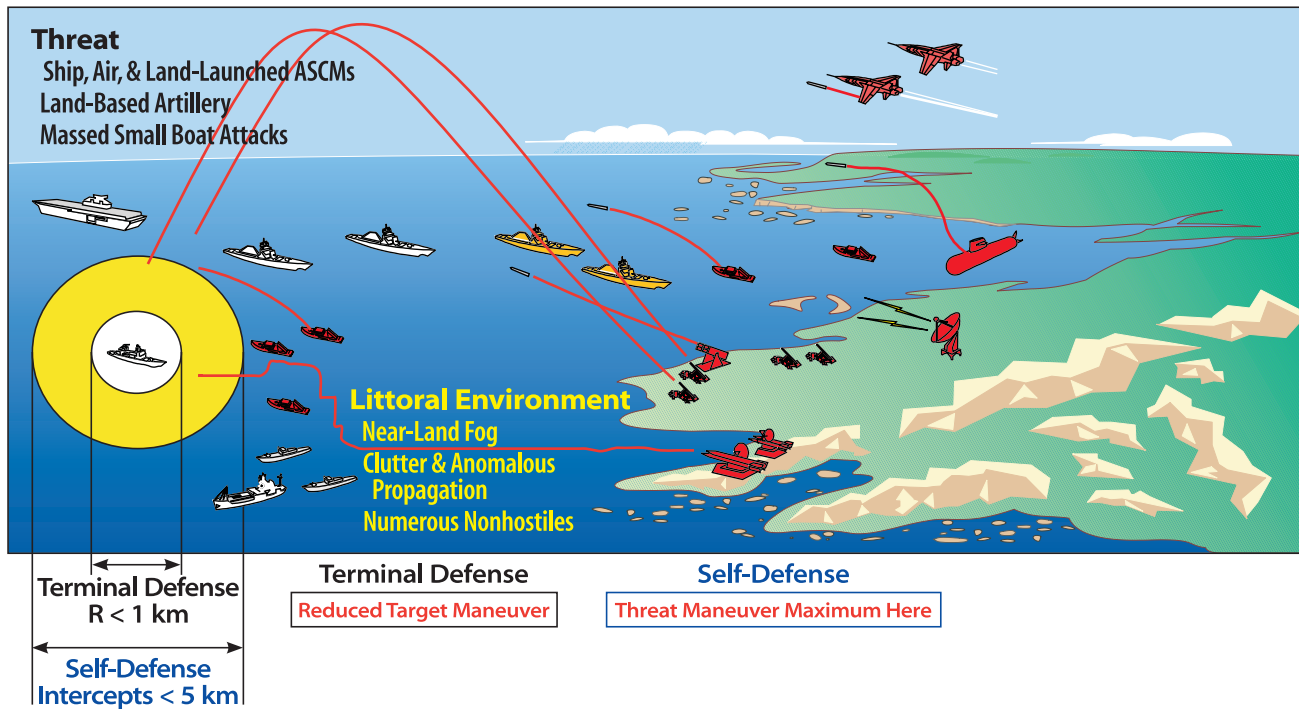 Threat
Ship, Air, & Land-Launched ASCMs
Land-Based Artillery
Massed Small Boat Attacks
Littoral Environment
Near-Land Fog
Clutter & Anomalous
Propagation
Numerous Nonhostiles
Terminal Defense
R < 1 km
Self-Defense
Intercepts < 5 km
Terminal Defense
Reduced Target Maneuver
Self-Defense
Threat Maneuver Maximum Here